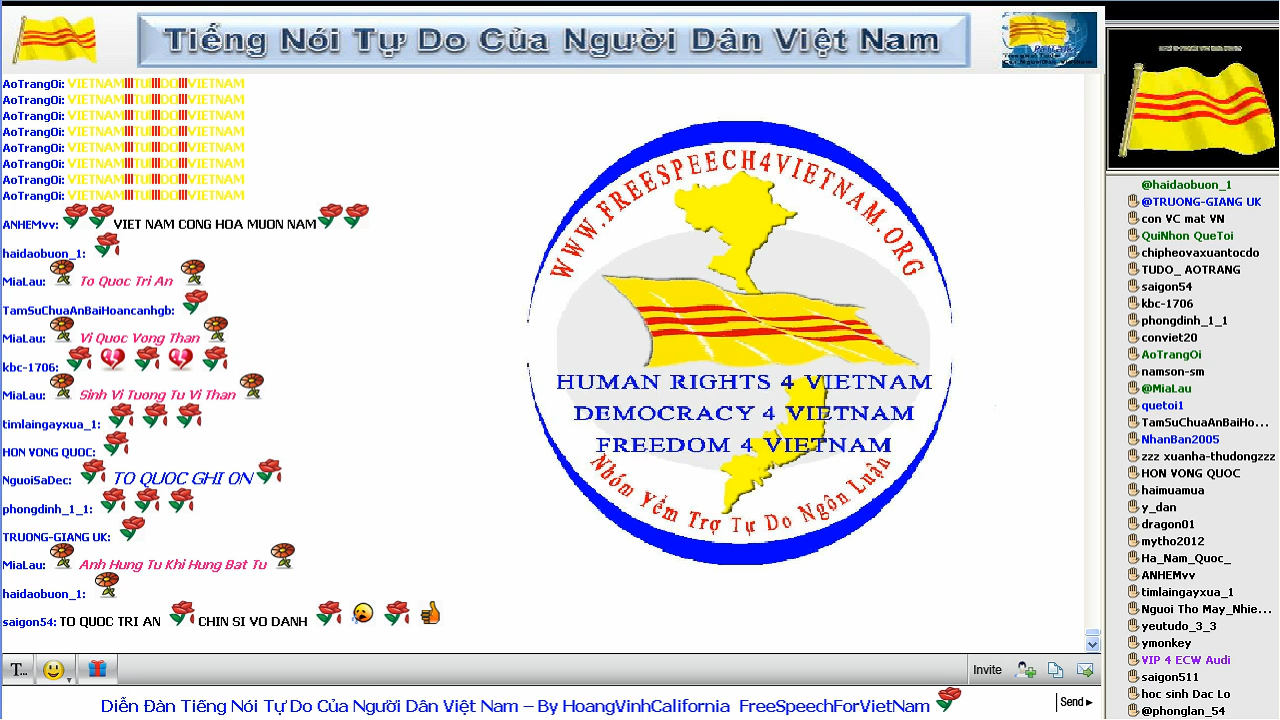 Tiếng Nói Tự Do Của Người Dân Việt Nam
AoTrangOi: VIETNAM|||TU|||DO|||VIETNAM
AoTrangOi: VIETNAM|||TU|||DO|||VIETNAM
AoTrangOi: VIETNAM|||TU|||DO|||VIETNAM
AoTrangOi: VIETNAM|||TU|||DO|||VIETNAM
AoTrangOi: VIETNAM|||TU|||DO|||VIETNAM
AoTrangOi: VIETNAM|||TU|||DO|||VIETNAM
AoTrangOi: VIETNAM|||TU|||DO|||VIETNAM
AoTrangOi: VIETNAM|||TU|||DO|||VIETNAM
ANHEMvv: VIET NAM CONG HOA MUON NAM
haidaobuon_1:
MiaLau: To Quoc Tri An
TamSuChuaAnBaiHoancanhgb:
MiaLau: Vi Quoc Vong Than
kbc-1706:
MiaLau: Sinh Vi Tuong Tu Vi Than
timlaingayxua_1:
HON VONG QUOC:
NguoiSaDec: TO QUOC GHI ON
phongdinh_1_1:
TRUONG-GIANG UK:
MiaLau: Anh Hung Tu Khi Hung Bat Tu
haidaobuon_1:
saigon54: TO QUOC TRI AN CHIN SI VO DANH
WWW.FREESPEECH4VIETNAM.ORG
HUMAN RIGHTS 4 VIETNAM
DEMOCRACY 4 VIETNAM
FREEDOM 4 VIETNAM
Nhóm Yểm Trợ Tự Do Ngôn Luận
@haidaobuon_1
@TRUONG-GIANG UK
con VC mat VN
QuiNhon QueToi
chipheovaxuantocdo
TUDO_ AOTRANG
saigon54
kbc-1706
phongdinh_1_1
conviet20
AoTrangOi
namson-sm
@MiaLau
quetoi1
TamSuChuaAnBaiHo...
NhanBan2005
zzz xuanha-thudongzzz
HON VONG QUOC
haimuamua
y_dan
dragon01
mytho2012
Ha_Nam_Quoc_
ANHEMvv
timlaingayxua_1
Nguoi Tho May_Nhie...
yeutudo_3_3
ymonkey
VIP 4 ECW Audi
saigon511
hoc sinh Dac Lo
@phonglan_54
T...
Invite
Diễn Đàn Tiếng Nói Tự Do Của Người Dân Việt Nam – By HoangVinhCalifornia FreeSpeechForVietNam
Send